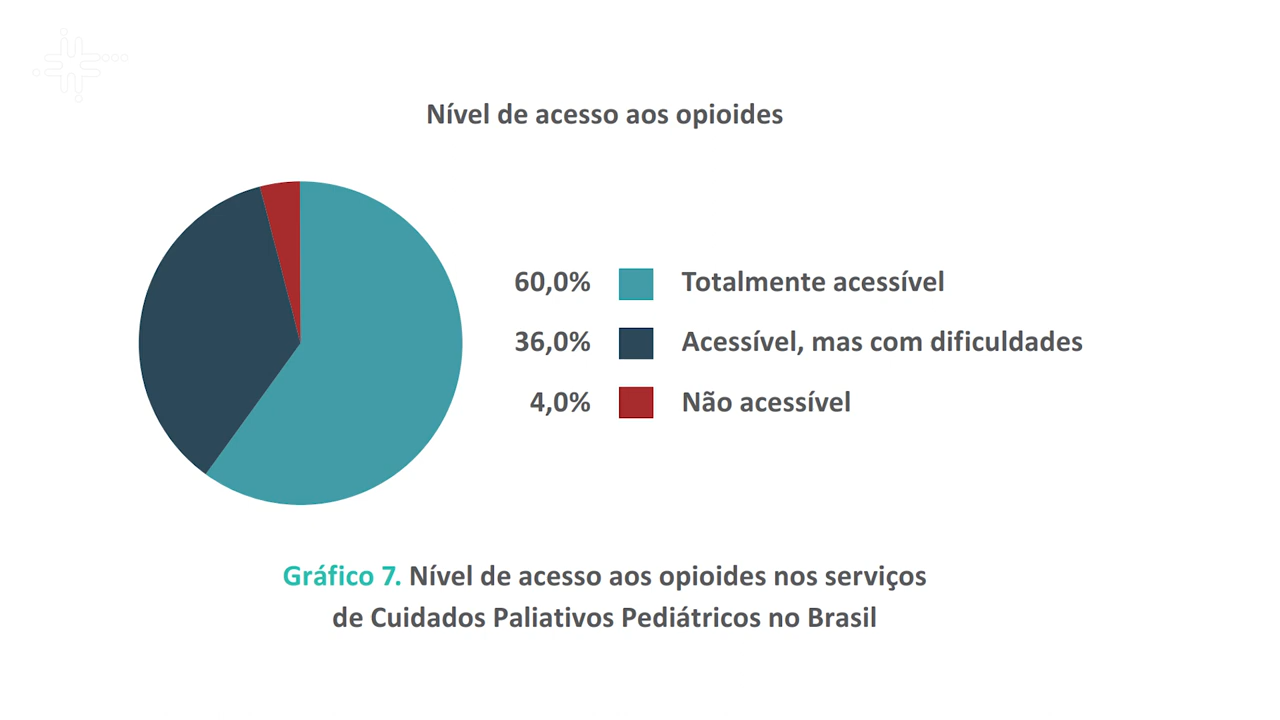 Nível de acesso aos opioides
60,0% Totalmente acessível
36,0% Acessível, mas com dificuldades
4,0% Não acessível
Gráfico 7. Nível de acesso aos opioides nos serviços
de Cuidados Paliativos Pediátricos no Brasil